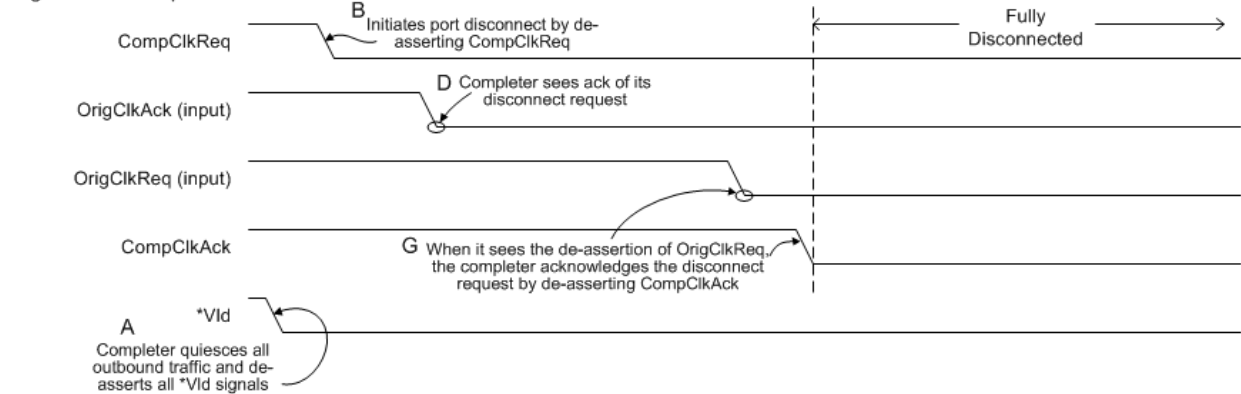 B
Initiates port disconnect by de-
asserting CompClkReq
Fully
Disconnected
CompClkReq
D Completer sees ack of its
disconnect request
OrigClkAck (input)
OrigClkReq (input)
CompClkAck
G When it sees the de-assertion of OrigClkReq,
the completer acknowledges the disconnect
request by de-asserting CompClkAck
*Vld
A
Completer quiesces all
outbound traffic and de-
asserts all *Vld signals